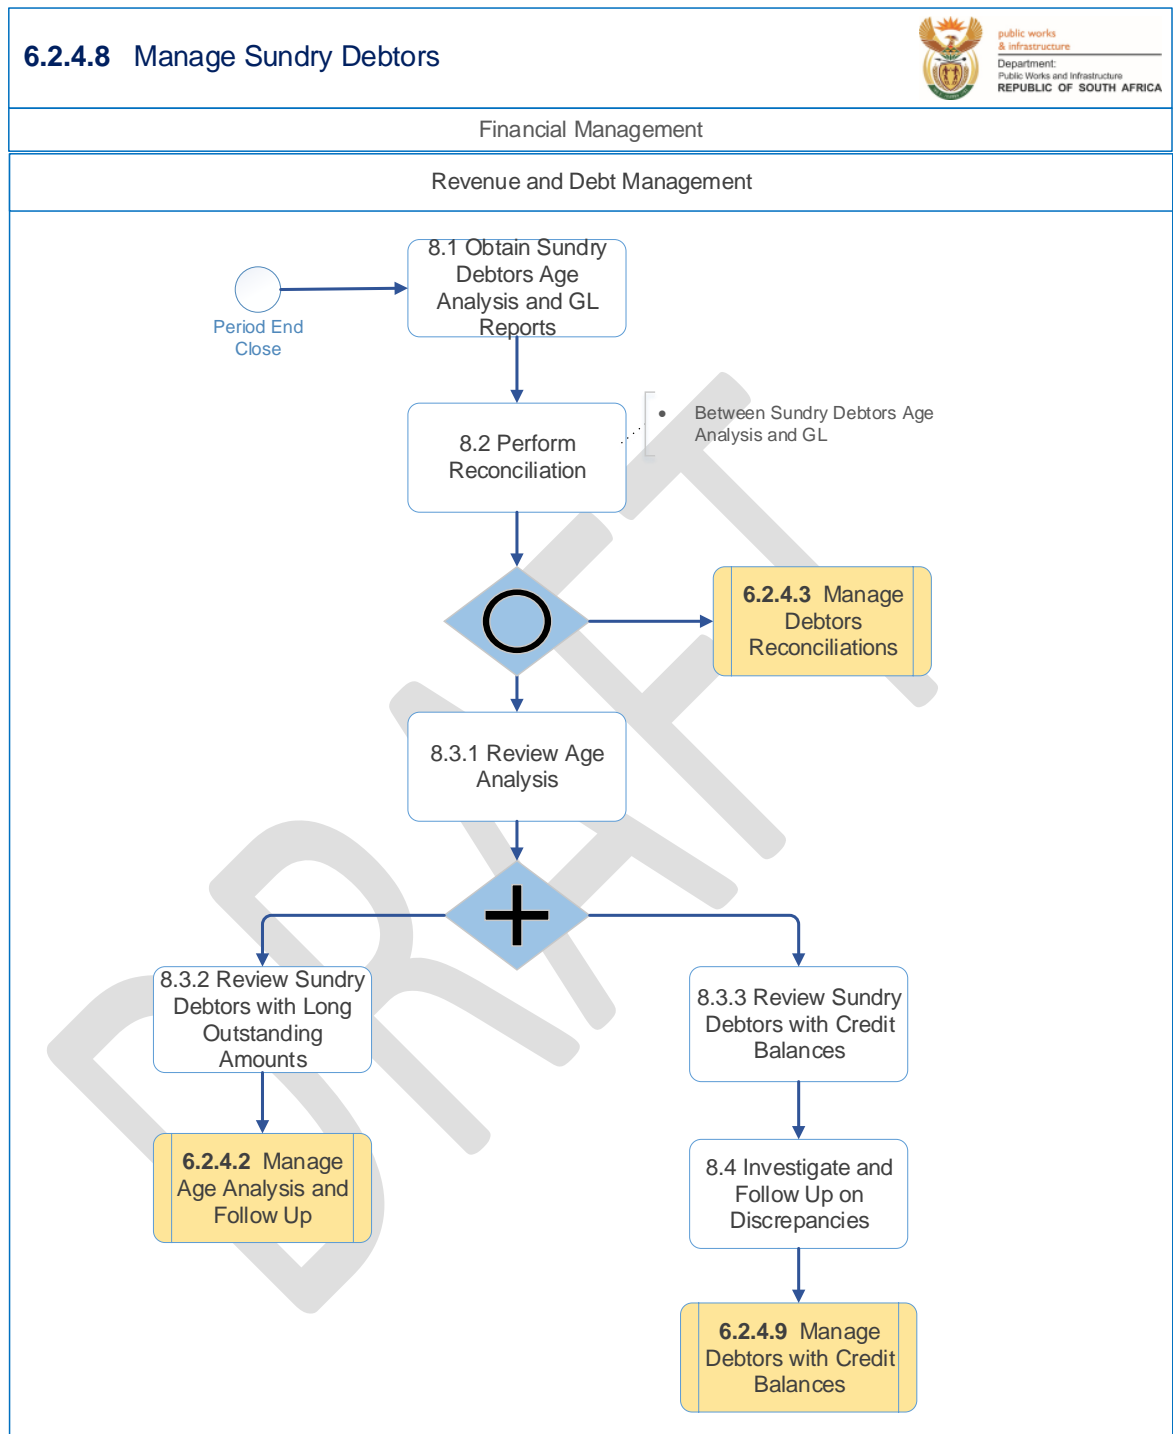 6.2.4.8 Manage Sundry Debtors
public works
& infrastructure
Department:
Public Works and Infrastructure
REPUBLIC OF SOUTH AFRICA
Financial Management
Revenue and Debt Management
Period End
Close
8.1 Obtain Sundry
Debtors Age
Analysis and GL
Reports
8.2 Perform
Reconciliation
• Between Sundry Debtors Age
Analysis and GL
6.2.4.3 Manage
Debtors
Reconciliations
8.3.1 Review Age
Analysis
8.3.2 Review Sundry
Debtors with Long
Outstanding
Amounts
8.3.3 Review Sundry
Debtors with Credit
Balances
6.2.4.2 Manage
Age Analysis and
Follow Up
8.4 Investigate and
Follow Up on
Discrepancies
6.2.4.9 Manage
Debtors with Credit
Balances
DRAFT